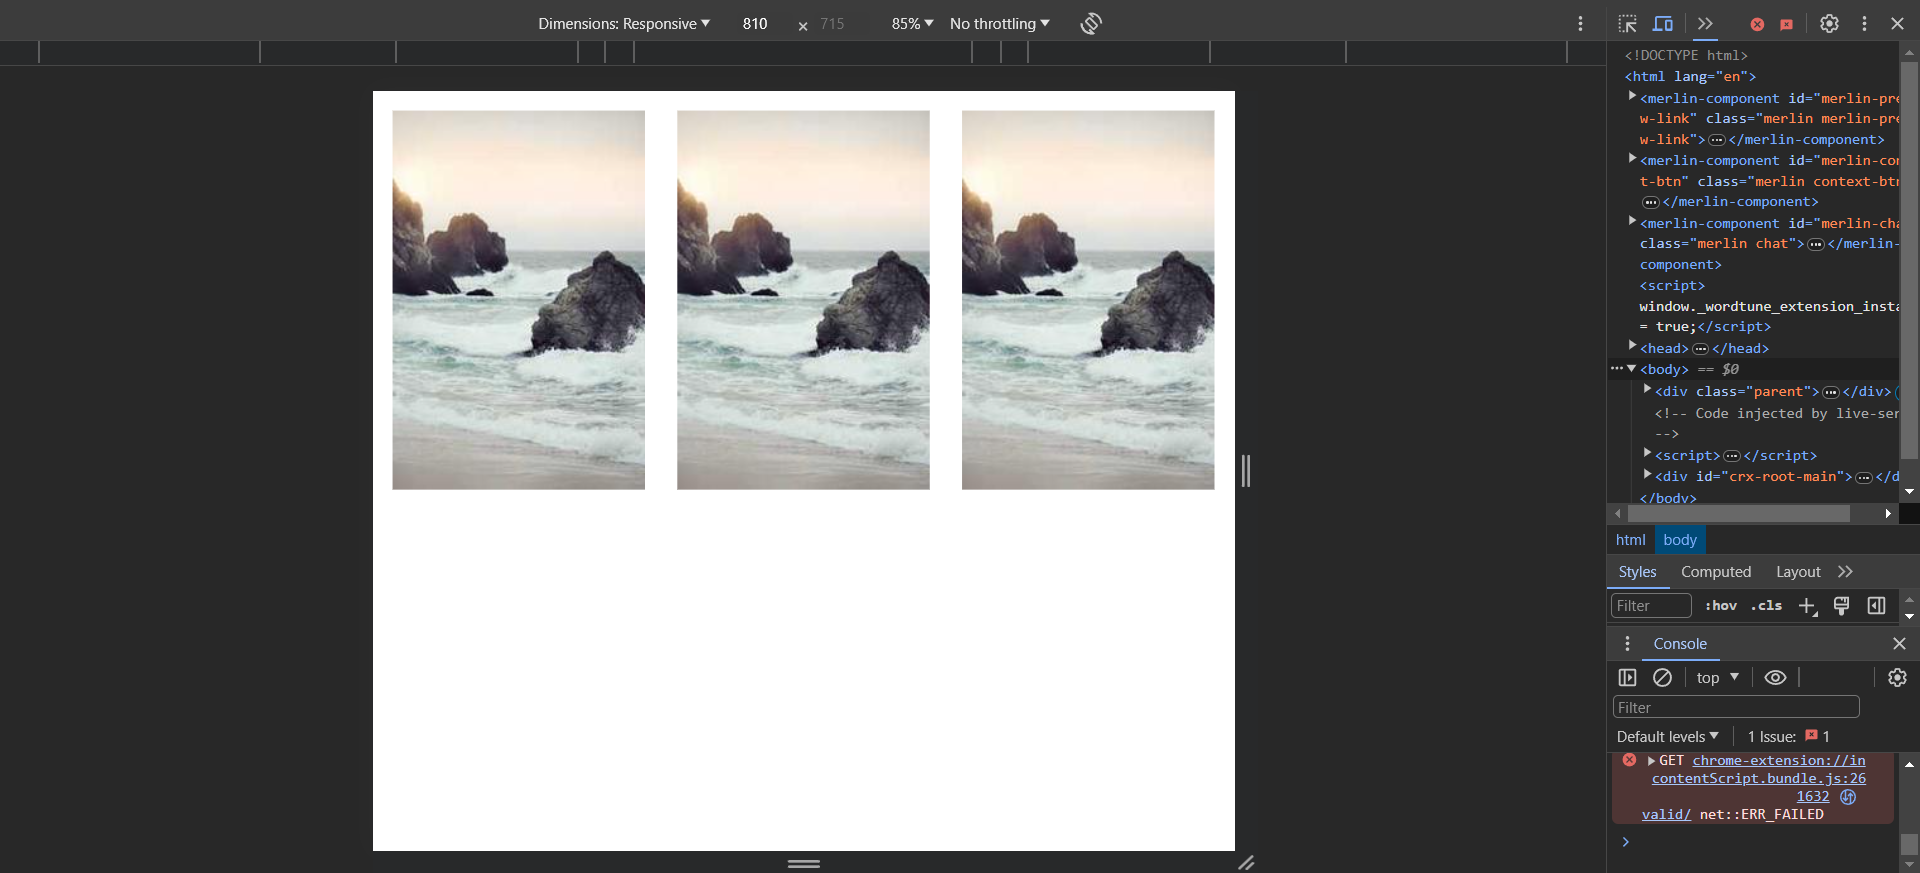 Dimensions: Responsive 810 × 715 85% No throttling
<!DOCTYPE html>
<html lang="en">
<merlin-component id="merlin-pre
w-link" class="merlin merlin-pre
w-link">…</merlin-component>
<merlin-component id="merlin-con
t-btn" class="merlin context-btn
…</merlin-component>
<merlin-component id="merlin-cha
class="merlin chat">…</merlin-
component>
<script>
window._wordtune_extension_insta
= true;</script>
<head>…</head>
<body> == $0
<div class="parent">…</div>
<!-- Code injected by live-ser
-->
<script>…</script>
<div id="crx-root-main">…</d
</body>
html body
Styles Computed Layout
Filter :hov .cls
Console
top
Filter
Default levels 1 Issue: 1
GET chrome-extension://in
contentScript.bundle.js:26
1632
valid/ net::ERR_FAILED